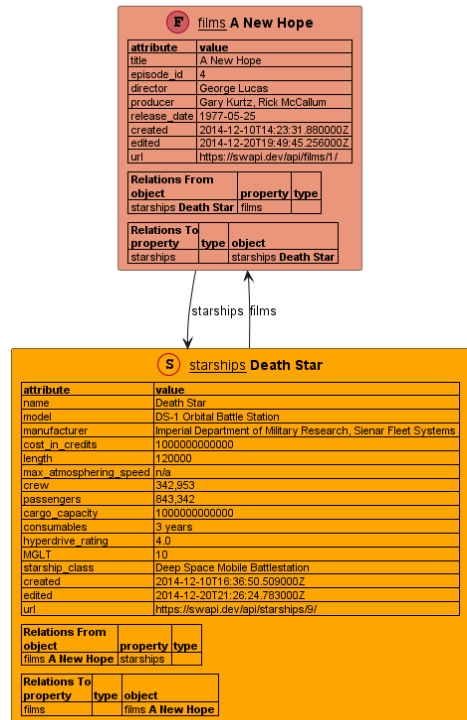 F films A New Hope
attribute value
title A New Hope
episode_id 4
director George Lucas
producer Gary Kurtz, Rick McCallum
release_date 1977-05-25
created 2014-12-10T14:23:31.880000Z
edited 2014-12-20T19:49:45.256000Z
url https://swapi.dev/api/films/1/
Relations From
object property type
starships Death Star films
Relations To
property type object
starships starships Death Star
starships films
S starships Death Star
attribute value
name Death Star
model DS-1 Orbital Battle Station
manufacturer Imperial Department of Military Research, Sienar Fleet Systems
cost_in_credits 1000000000000
length 120000
max_atmosphering_speed n/a
crew 342,953
passengers 843,342
cargo_capacity 1000000000000
consumables 3 years
hyperdrive_rating 4.0
MGLT 10
starship_class Deep Space Mobile Battlestation
created 2014-12-10T16:36:50.509000Z
edited 2014-12-20T21:26:24.783000Z
url https://swapi.dev/api/starships/9/
Relations From
object property type
films A New Hope starships
Relations To
property type object
films films A New Hope